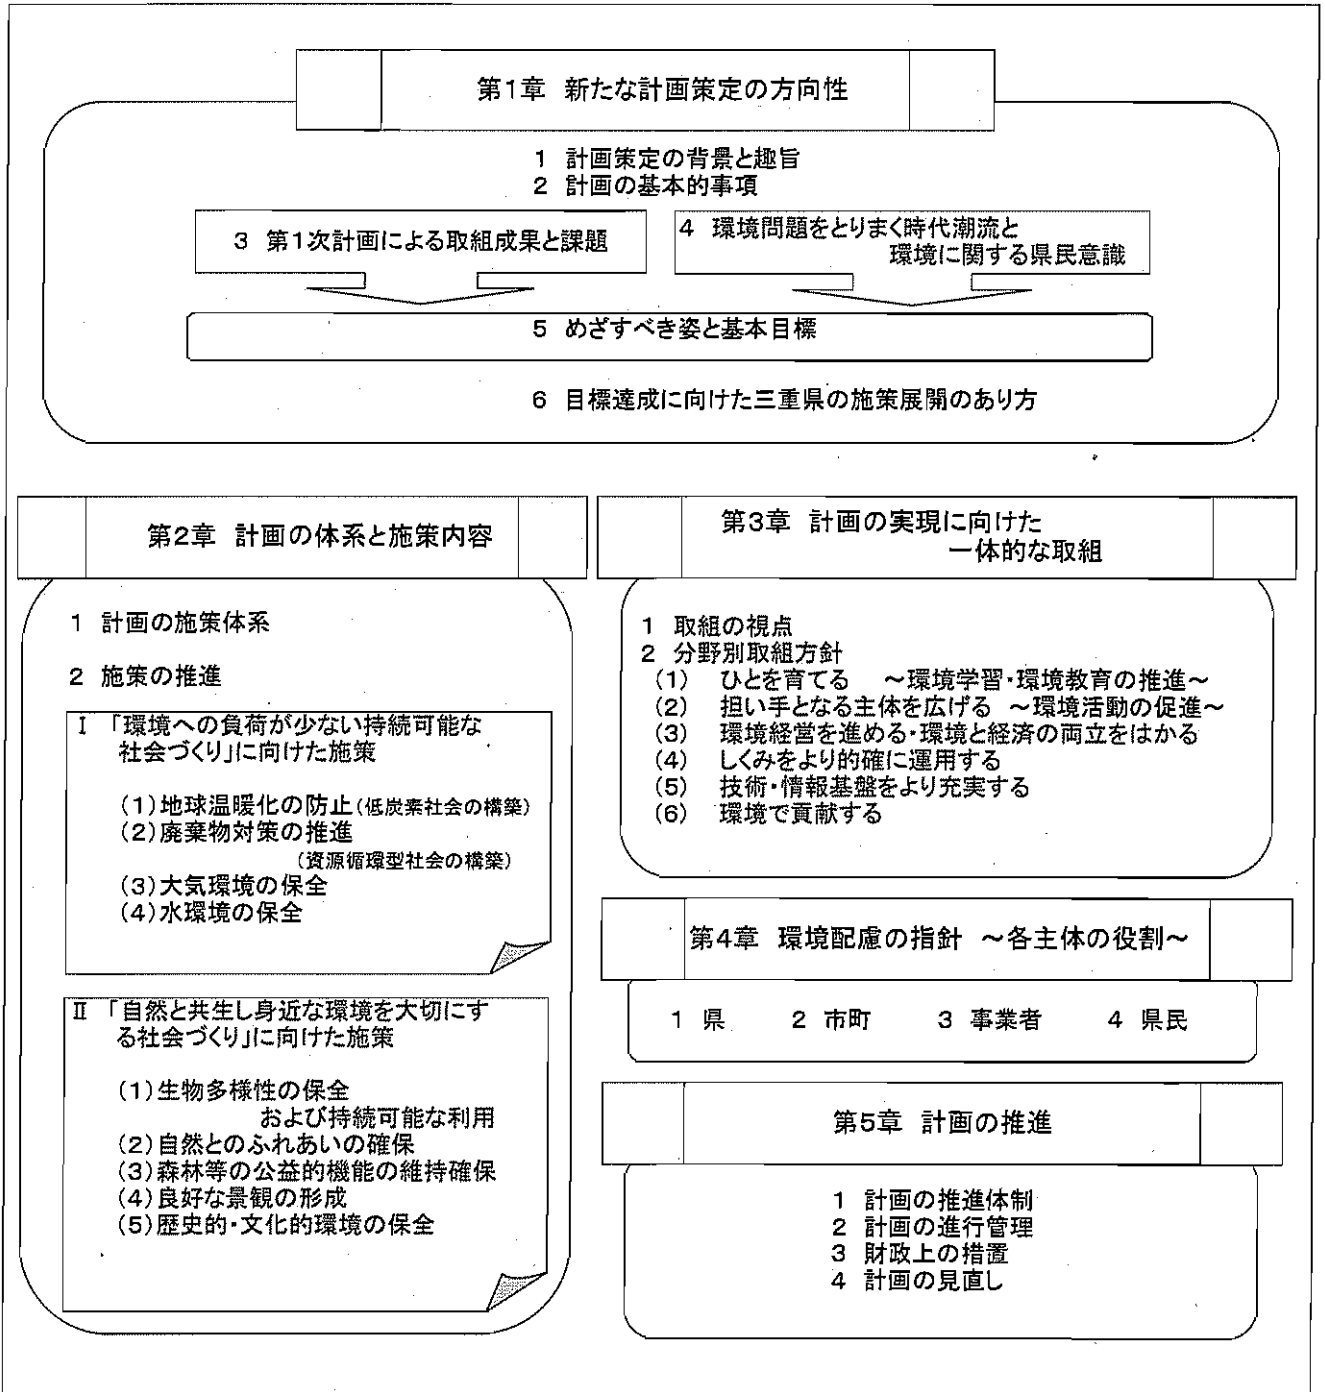 第1章 新たな計画策定の方向性
1 計画策定の背景と趣旨
2 計画の基本的事項
3 第1次計画による取組成果と課題
4 環境問題をとりまく時代潮流と
環境に関する県民意識
5 めざすべき姿と基本目標
6 目標達成に向けた三重県の施策展開のあり方
第2章 計画の体系と施策内容
1 計画の施策体系
2 施策の推進
Ⅰ 「環境への負荷が少ない持続可能な
社会づくり」に向けた施策
(1)地球温暖化の防止(低炭素社会の構築)
(2)廃棄物対策の推進
(資源循環型社会の構築)
(3)大気環境の保全
(4)水環境の保全
Ⅱ 「自然と共生し身近な環境を大切にす
る社会づくり」に向けた施策
(1)生物多様性の保全
および持続可能な利用
(2)自然とのふれあいの確保
(3)森林等の公益的機能の維持確保
(4)良好な景観の形成
(5)歴史的・文化的環境の保全
第3章 計画の実現に向けた
一体的な取組
1 取組の視点
2 分野別取組方針
(1) ひとを育てる ～環境学習・環境教育の推進～
(2) 担い手となる主体を広げる ～環境活動の促進～
(3) 環境経営を進める・環境と経済の両立をはかる
(4) しくみをより的確に運用する
(5) 技術・情報基盤をより充実する
(6) 環境で貢献する
第4章 環境配慮の指針 ～各主体の役割～
1 県 2 市町 3 事業者 4 県民
第5章 計画の推進
1 計画の推進体制
2 計画の進行管理
3 財政上の措置
4 計画の見直し